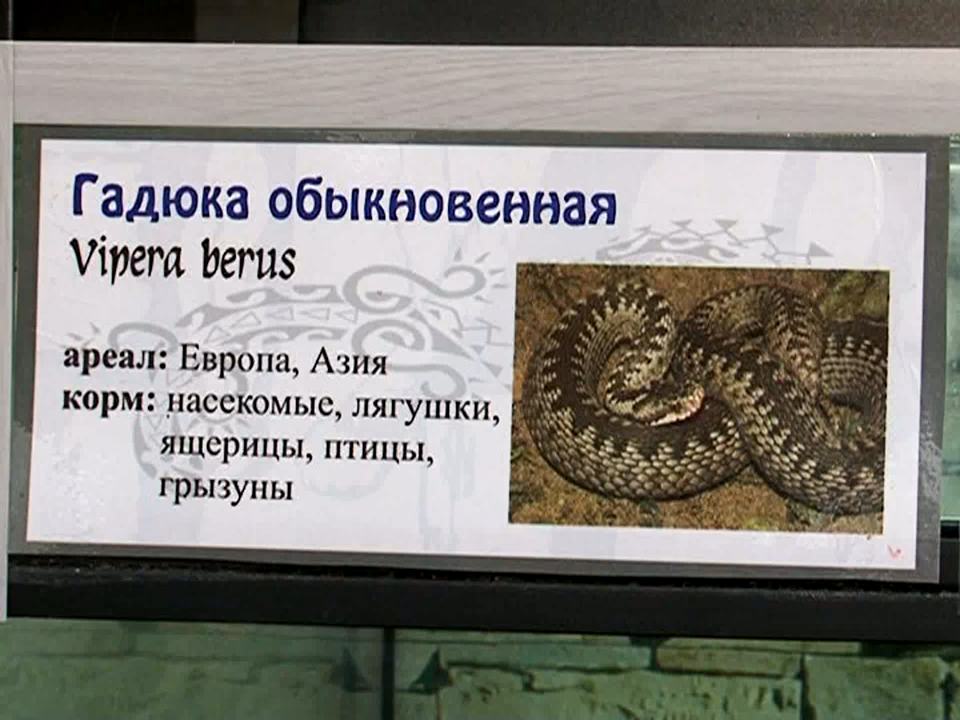 Гадюка обыкновенная
Vipera berus
ареал: Европа, Азия
корм: насекомые, лягушки,
ящерицы, птицы,
грызуны